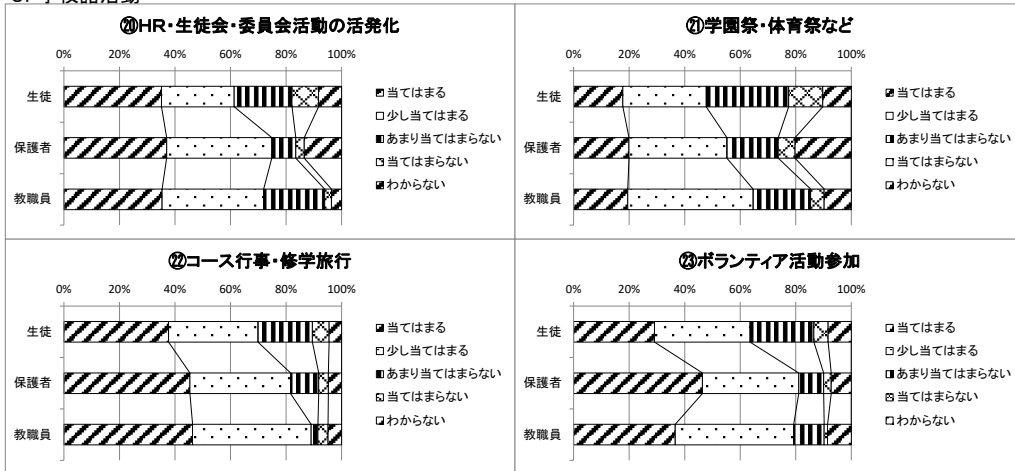 ⑳HR・生徒会・委員会活動の活発化
0% 20% 40% 60% 80% 100%
生徒
保護者
教職員
当てはまる
少し当てはまる
あまり当てはまらない
当てはまらない
わからない
㉑学園祭・体育祭など
0% 20% 40% 60% 80% 100%
生徒
保護者
教職員
当てはまる
少し当てはまる
あまり当てはまらない
当てはまらない
わからない
㉒コース行事・修学旅行
0% 20% 40% 60% 80% 100%
生徒
保護者
教職員
当てはまる
少し当てはまる
あまり当てはまらない
当てはまらない
わからない
㉓ボランティア活動参加
0% 20% 40% 60% 80% 100%
生徒
保護者
教職員
当てはまる
少し当てはまる
あまり当てはまらない
当てはまらない
わからない